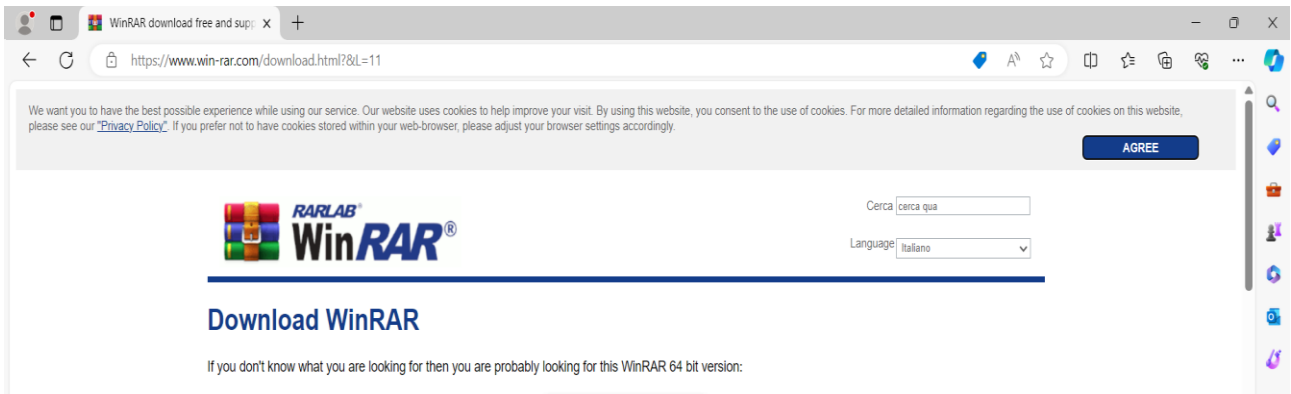 WinRAR download free and supp
https://www.win-rar.com/download.html?&L=11
We want you to have the best possible experience while using our service. Our website uses cookies to help improve your visit. By using this website, you consent to the use of cookies. For more detailed information regarding the use of cookies on this website,
please see our "Privacy Policy". If you prefer not to have cookies stored within your web-browser, please adjust your browser settings accordingly.
AGREE
RARLAB®
WinRAR®
Cerca cerca qua
Language Italiano
Download WinRAR
If you don't know what you are looking for then you are probably looking for this WinRAR 64 bit version: